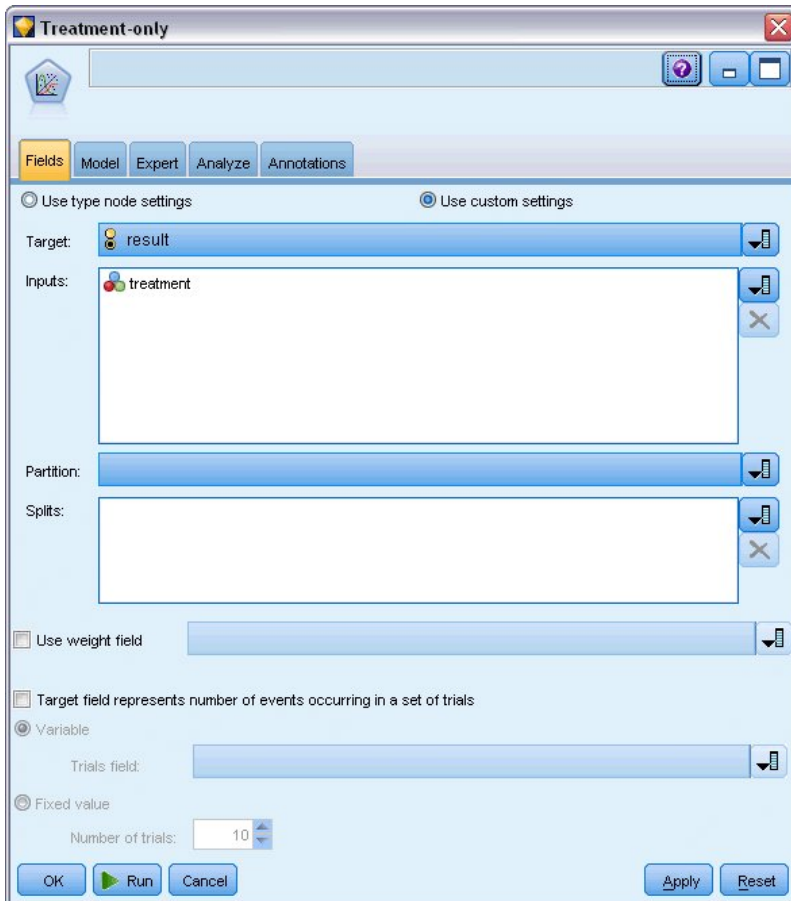 Treatment-only
Fields Model Expert Analyze Annotations
Use type node settings Use custom settings
Target: result
Inputs: treatment
Partition:
Splits:
Use weight field
Target field represents number of events occurring in a set of trials
Variable
Trials field:
Fixed value
Number of trials: 10
OK Run Cancel Apply Reset